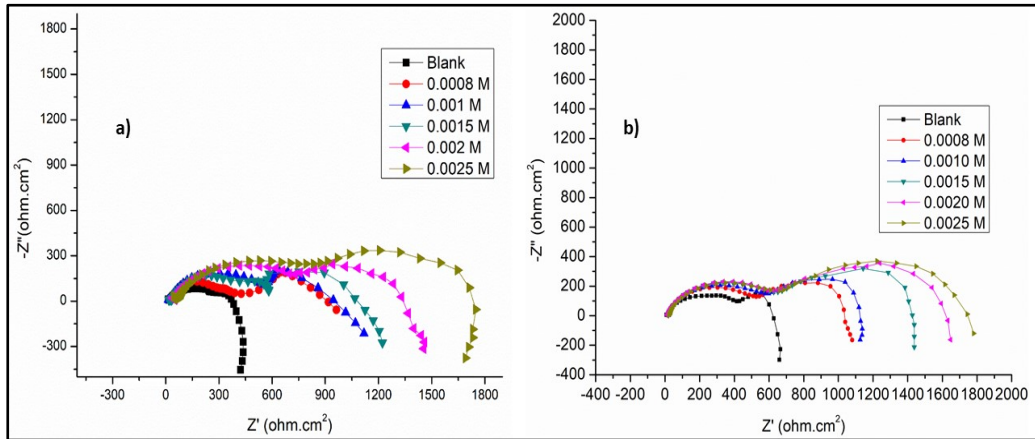 a)
-Z"(ohm.cm²)
1800
1500
1200
900
600
300
0
-300
-300 0 300 600 900 1200 1500 1800
Z' (ohm.cm²)
Blank
0.0008 M
0.001 M
0.0015 M
0.002 M
0.0025 M
b)
-Z" (ohm.cm²)
2000
1800
1600
1400
1200
1000
800
600
400
200
0
-200
-400
-400 -200 0 200 400 600 800 1000 1200 1400 1600 1800 2000
Z' (ohm.cm²)
Blank
0.0008 M
0.0010 M
0.0015 M
0.0020 M
0.0025 M